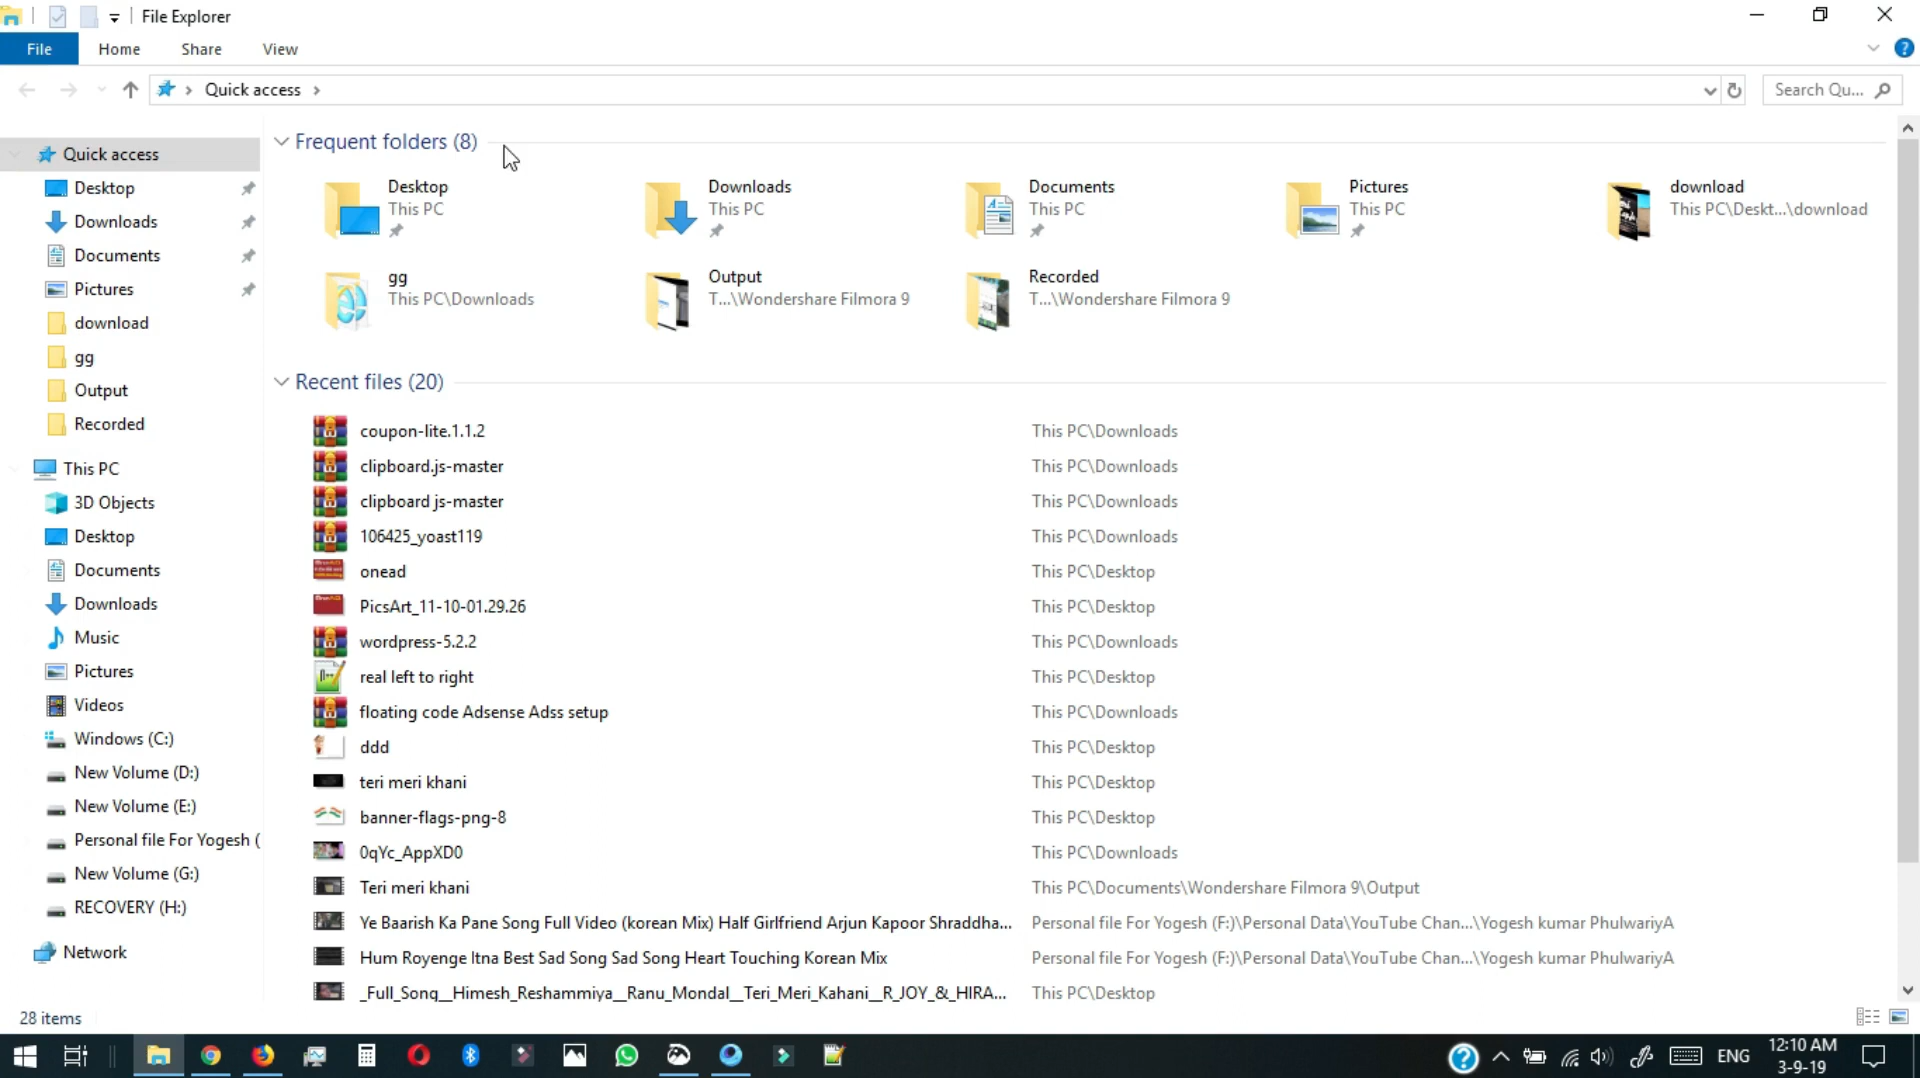 File Explorer
File Home Share View
Quick access
Search Qu...
Quick access
Desktop
Downloads
Documents
Pictures
download
gg
Output
Recorded
This PC
3D Objects
Desktop
Documents
Downloads
Music
Pictures
Videos
Windows (C:)
New Volume (D:)
New Volume (E:)
Personal file For Yogesh (
New Volume (G:)
RECOVERY (H:)
Network
Frequent folders (8)
Desktop
This PC
Downloads
This PC
Documents
This PC
Pictures
This PC
download
This PC\Deskt...\download
gg
This PC\Downloads
Output
T...\Wondershare Filmora 9
Recorded
T...\Wondershare Filmora 9
Recent files (20)
coupon-lite.1.1.2 This PC\Downloads
clipboard.js-master This PC\Downloads
clipboard js-master This PC\Downloads
106425_yoast119 This PC\Downloads
onead This PC\Desktop
PicsArt_11-10-01.29.26 This PC\Desktop
wordpress-5.2.2 This PC\Downloads
real left to right This PC\Desktop
floating code Adsense Adss setup This PC\Downloads
ddd This PC\Desktop
teri meri khani This PC\Desktop
banner-flags-png-8 This PC\Desktop
0qYc_AppXD0 This PC\Downloads
Teri meri khani This PC\Documents\Wondershare Filmora 9\Output
Ye Baarish Ka Pane Song Full Video (korean Mix) Half Girlfriend Arjun Kapoor Shraddha... Personal file For Yogesh (F:)\Personal Data\YouTube Chan...\Yogesh kumar PhulwariyA
Hum Royenge Itna Best Sad Song Sad Song Heart Touching Korean Mix Personal file For Yogesh (F:)\Personal Data\YouTube Chan...\Yogesh kumar PhulwariyA
_Full_Song__Himesh_Reshammiya__Ranu_Mondal__Teri_Meri_Kahani__R_JOY_&_HIRA... This PC\Desktop
28 items
ENG
12:10 AM
3-9-19